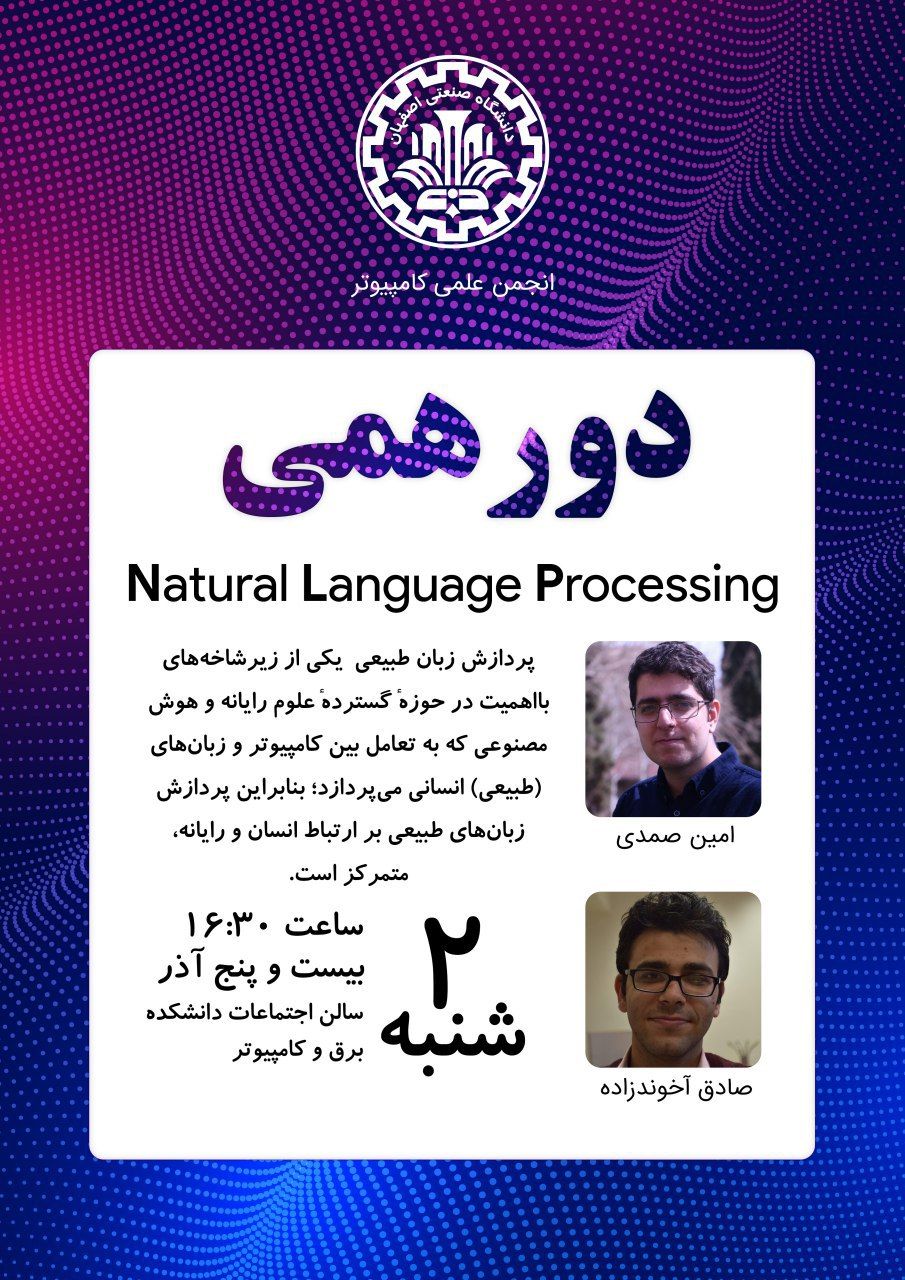 دانشگاه صنعتی اصفهان
انجمن علمی کامپیوتر
دورهمی
Natural Language Processing
پردازش زبان طبیعی یکی از زیرشاخه‌های
بااهمیت در حوزهٔ گستردهٔ علوم رایانه و هوش
مصنوعی که به تعامل بین کامپیوتر و زبان‌های
(طبیعی) انسانی می‌پردازد؛ بنابراین پردازش
زبان‌های طبیعی بر ارتباط انسان و رایانه،
متمرکز است.
امین صمدی
۲
شنبه
ساعت ۱۶:۳۰
بیست و پنج آذر
سالن اجتماعات دانشکده
برق و کامپیوتر
صادق آخوندزاده